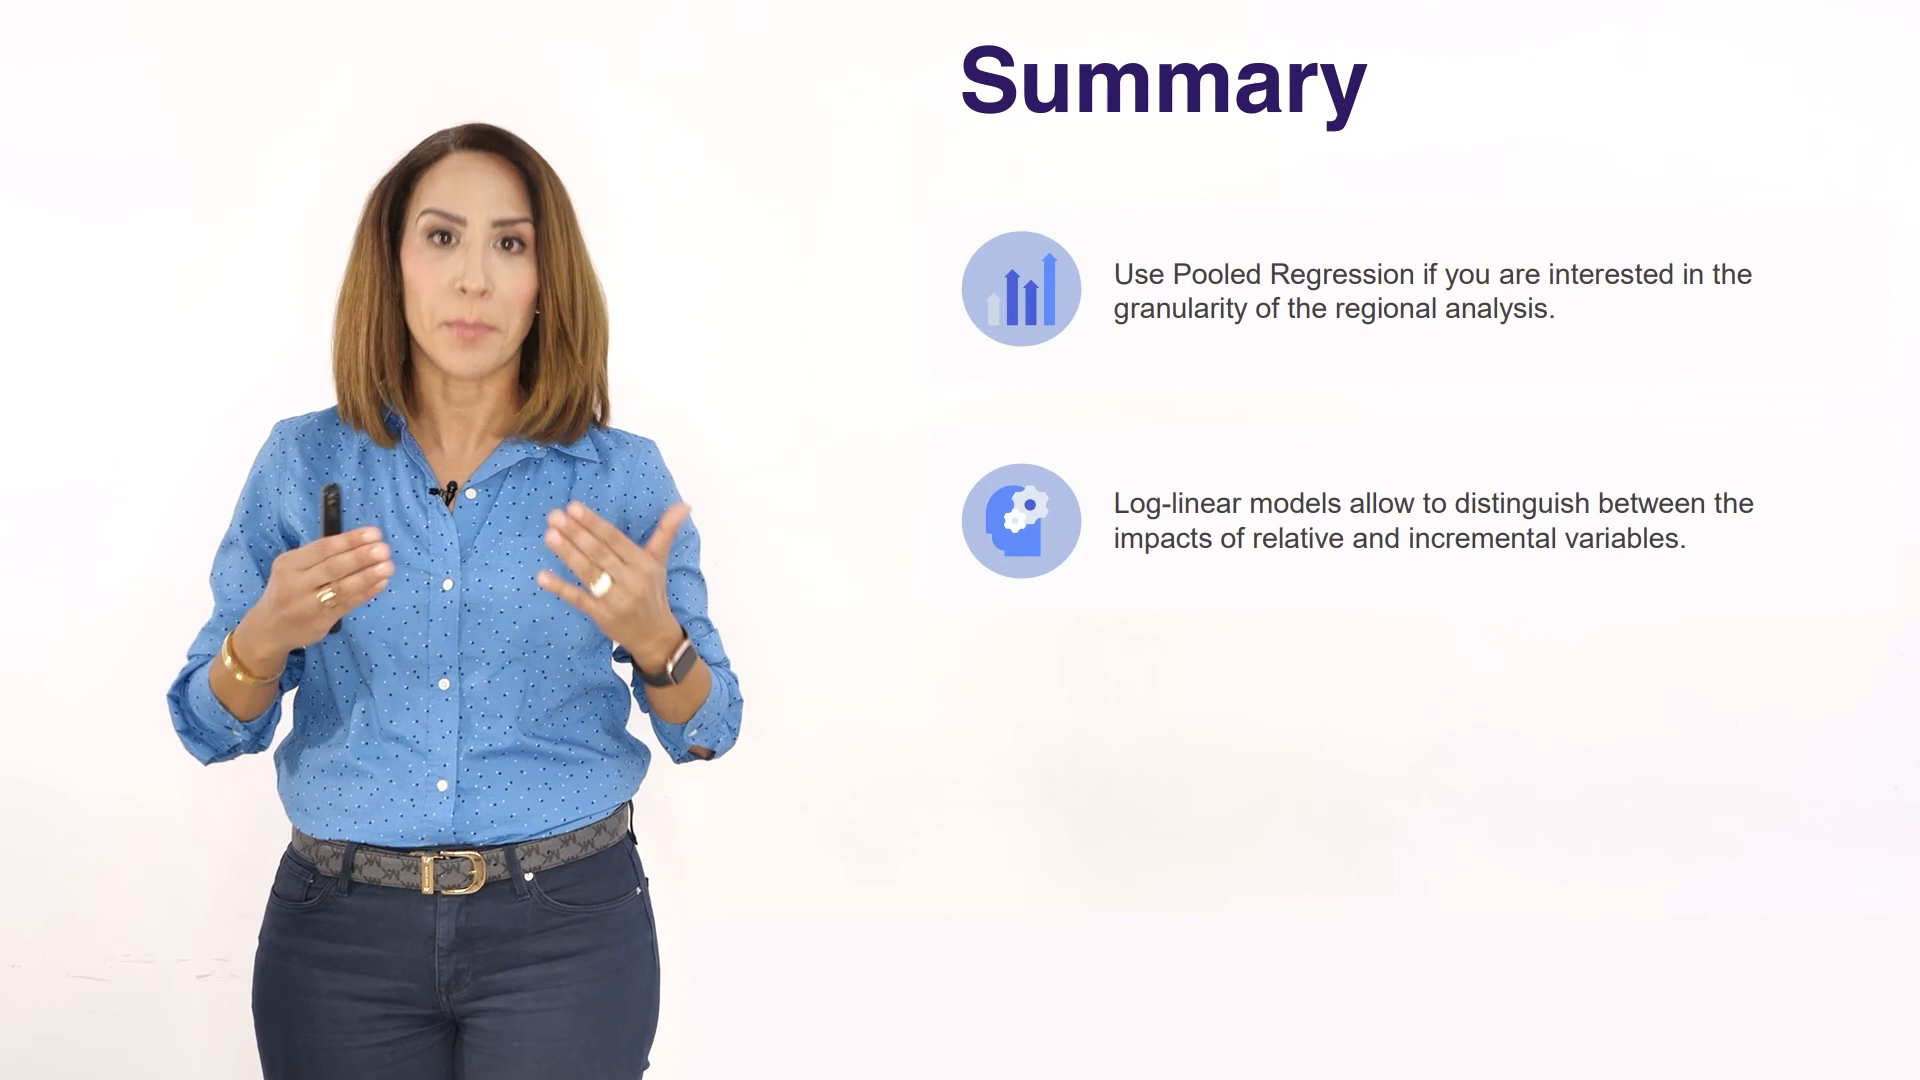 Summary
Use Pooled Regression if you are interested in the
granularity of the regional analysis.
Log-linear models allow to distinguish between the
impacts of relative and incremental variables.